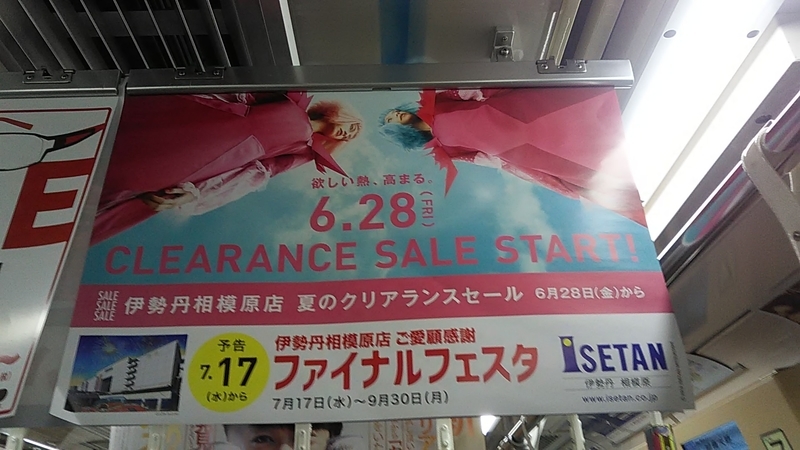 欲しい熱、高まる。
6.28(FRI)
CLEARANCE SALE START!
SALE
SALE
SALE
伊勢丹相模原店 夏のクリアランスセール 6月28日(金)から
予告
7.17
(水)から
伊勢丹相模原店 ご愛顧感謝
ファイナルフェスタ
7月17日(水)〜9月30日(月)
ISETAN
伊勢丹 相模原
www.isetan.co.jp
E